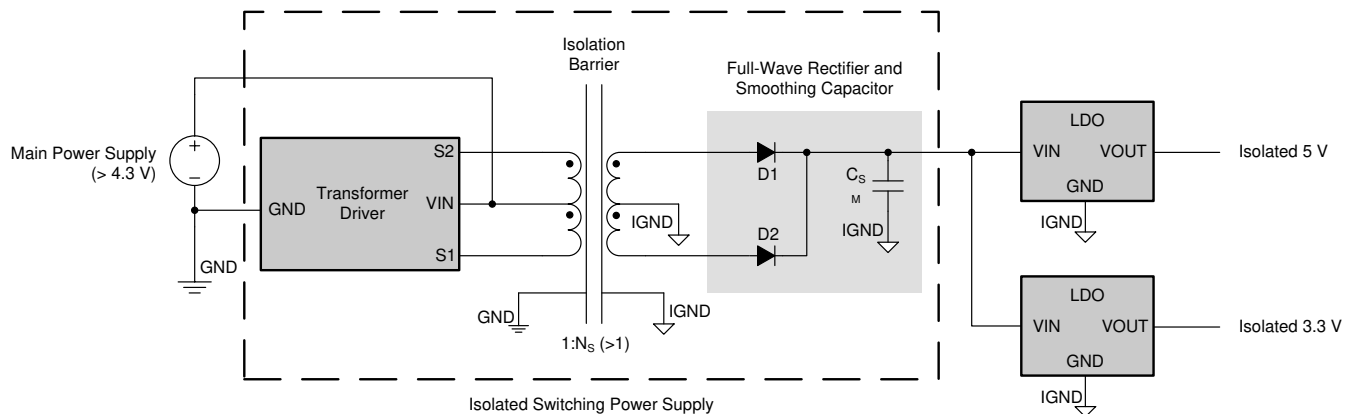 Isolation
Barrier
Full-Wave Rectifier and
Smoothing Capacitor
Main Power Supply
(> 4.3 V)
+
–
GND
GND
Transformer
Driver
S2
VIN
S1
IGND
D1
D2
CS
M
IGND
GND
IGND
1:NS (>1)
Isolated Switching Power Supply
LDO
VIN
VOUT
GND
IGND
Isolated 5 V
LDO
VIN
VOUT
GND
IGND
Isolated 3.3 V